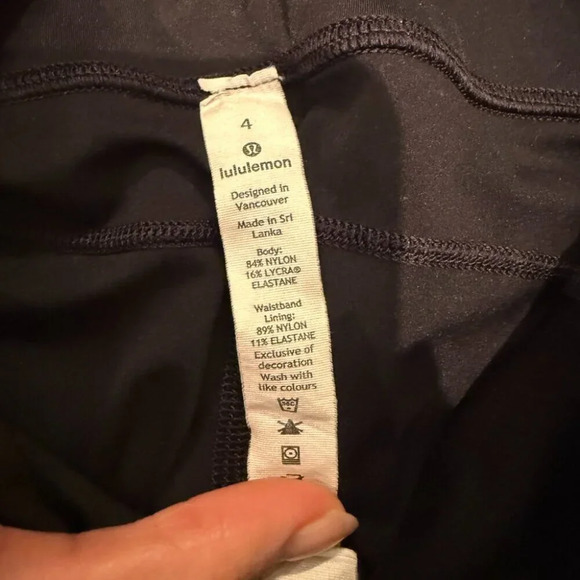 4
lululemon
Designed in
Vancouver
Made in Sri
Lanka
Body:
84% NYLON
16% LYCRA®
ELASTANE
Waistband
Lining:
89% NYLON
11% ELASTANE
Exclusive of
decoration
Wash with
like colours